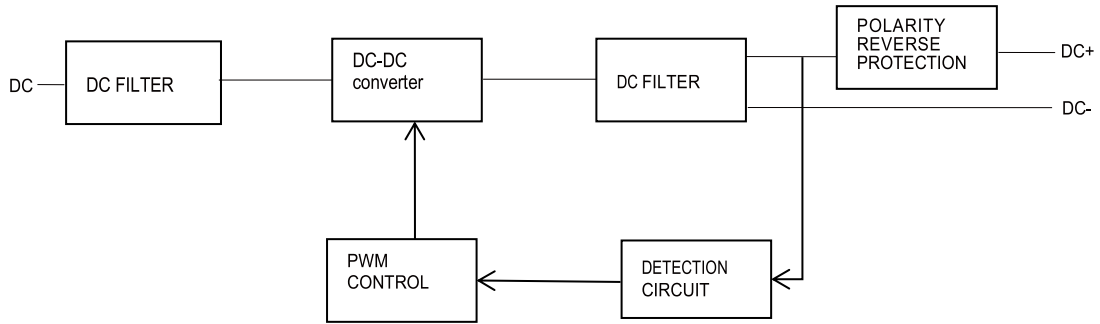 DC
DC FILTER
DC-DC
converter
DC FILTER
POLARITY
REVERSE
PROTECTION
DC+
DC-
PWM
CONTROL
DETECTION
CIRCUIT